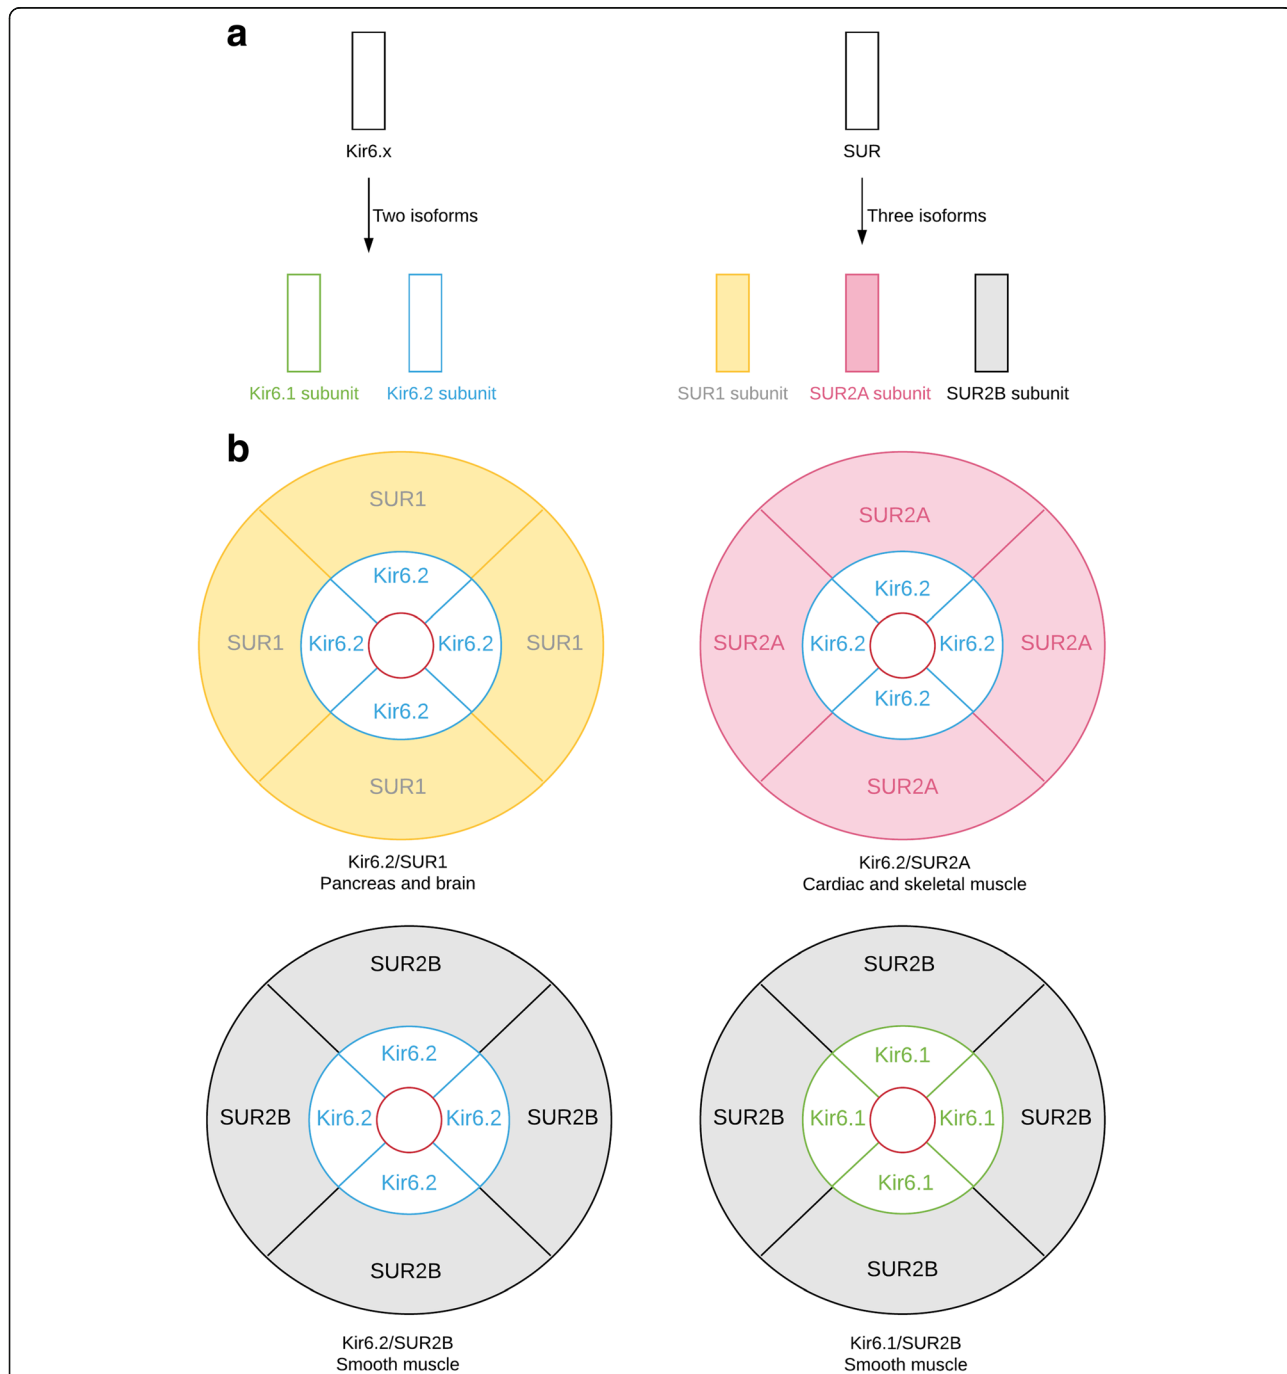 a
Kir6.x
SUR
Two isoforms
Three isoforms
Kir6.1 subunit
Kir6.2 subunit
SUR1 subunit
SUR2A subunit
SUR2B subunit
b
SUR1
Kir6.2
SUR1
Kir6.2
Kir6.2
SUR1
Kir6.2
SUR1
Kir6.2/SUR1
Pancreas and brain
SUR2A
Kir6.2
SUR2A
Kir6.2
Kir6.2
SUR2A
Kir6.2
SUR2A
Kir6.2/SUR2A
Cardiac and skeletal muscle
SUR2B
Kir6.2
SUR2B
Kir6.2
Kir6.2
SUR2B
Kir6.2
SUR2B
Kir6.2/SUR2B
Smooth muscle
SUR2B
Kir6.1
SUR2B
Kir6.1
Kir6.1
SUR2B
Kir6.1
SUR2B
Kir6.1/SUR2B
Smooth muscle